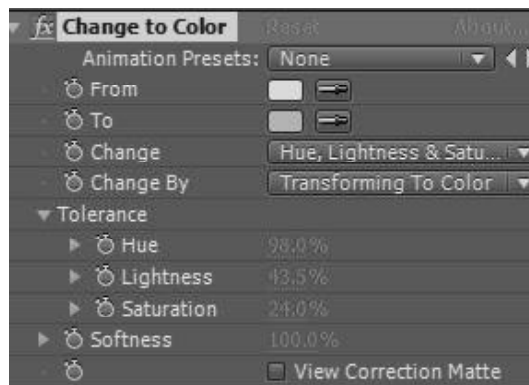 fx Change to Color Reset About...
Animation Presets: None
From
To
Change Hue, Lightness & Satu...
Change By Transforming To Color
Tolerance
Hue 98.0%
Lightness 43.5%
Saturation 24.0%
Softness 100.0%
View Correction Matte